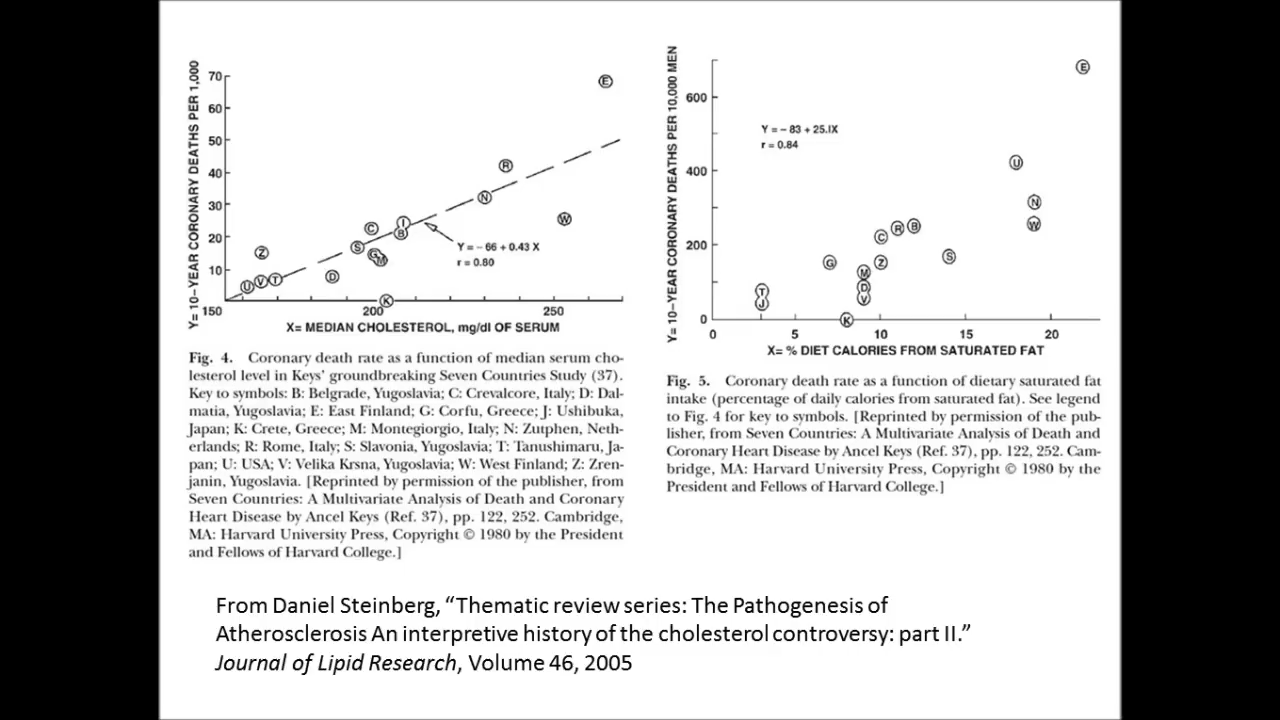 Y= 10-YEAR CORONARY DEATHS PER 1,000
70
60
50
40
30
20
10
150
200
250
E
R
N
W
I
C
B
S
G
M
Z
D
U
V
T
K
Y = – 66 + 0.43 X
r = 0.80
X= MEDIAN CHOLESTEROL, mg/dl OF SERUM
Fig. 4. Coronary death rate as a function of median serum cho-
lesterol level in Keys’ groundbreaking Seven Countries Study (37).
Key to symbols: B: Belgrade, Yugoslavia; C: Crevalcore, Italy; D: Dal-
matia, Yugoslavia; E: East Finland; G: Corfu, Greece; J: Ushibuka,
Japan; K: Crete, Greece; M: Montegiorgio, Italy; N: Zutphen, Neth-
erlands; R: Rome, Italy; S: Slavonia, Yugoslavia; T: Tanushimaru, Ja-
pan; U: USA; V: Velika Krsna, Yugoslavia; W: West Finland; Z: Zren-
janin, Yugoslavia. [Reprinted by permission of the publisher, from
Seven Countries: A Multivariate Analysis of Death and Coronary
Heart Disease by Ancel Keys (Ref. 37), pp. 122, 252. Cambridge,
MA: Harvard University Press, Copyright © 1980 by the President
and Fellows of Harvard College.]
Y= 10-YEAR CORONARY DEATHS PER 10,000 MEN
600
400
200
0
0
5
10
15
20
E
U
N
W
R
B
C
S
G
Z
M
D
V
T
J
K
Y = – 83 + 25.IX
r = 0.84
X= % DIET CALORIES FROM SATURATED FAT
Fig. 5. Coronary death rate as a function of dietary saturated fat
intake (percentage of daily calories from saturated fat). See legend
to Fig. 4 for key to symbols. [Reprinted by permission of the pub-
lisher, from Seven Countries: A Multivariate Analysis of Death and
Coronary Heart Disease by Ancel Keys (Ref. 37), pp. 122, 252. Cam-
bridge, MA: Harvard University Press, Copyright © 1980 by the
President and Fellows of Harvard College.]
From Daniel Steinberg, “Thematic review series: The Pathogenesis of
Atherosclerosis An interpretive history of the cholesterol controversy: part II.”
Journal of Lipid Research, Volume 46, 2005